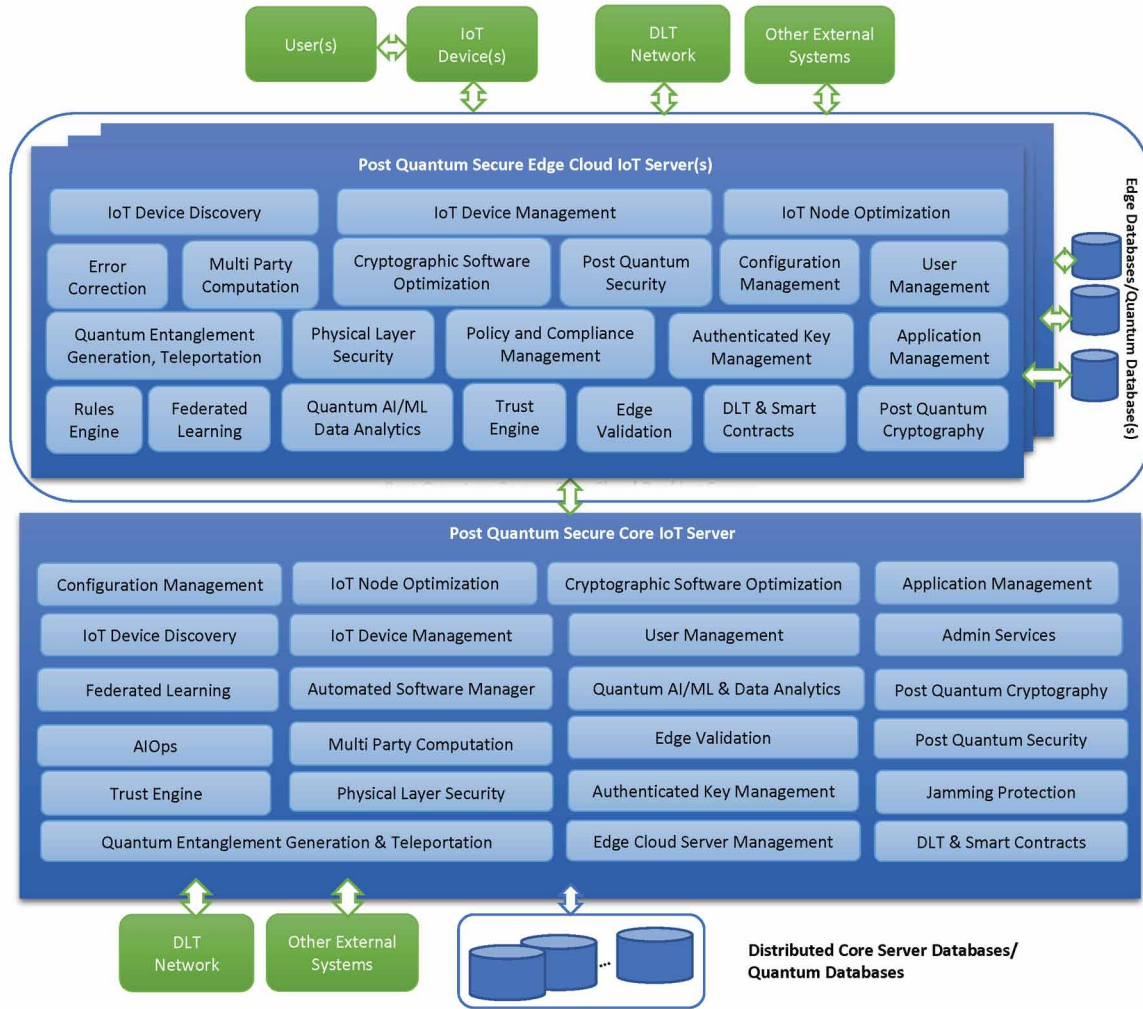 User(s)
IoT
Device(s)
DLT
Network
Other External
Systems
Post Quantum Secure Edge Cloud IoT Server(s)
IoT Device Discovery
IoT Device Management
IoT Node Optimization
Error
Correction
Multi Party
Computation
Cryptographic Software
Optimization
Post Quantum
Security
Configuration
Management
User
Management
Quantum Entanglement
Generation, Teleportation
Physical Layer
Security
Policy and Compliance
Management
Authenticated Key
Management
Application
Management
Rules
Engine
Federated
Learning
Quantum AI/ML
Data Analytics
Trust
Engine
Edge
Validation
DLT & Smart
Contracts
Post Quantum
Cryptography
Edge Databases/Quantum Database(s)
Post Quantum Secure Core IoT Server
Configuration Management
IoT Node Optimization
Cryptographic Software Optimization
Application Management
IoT Device Discovery
IoT Device Management
User Management
Admin Services
Federated Learning
Automated Software Manager
Quantum AI/ML & Data Analytics
Post Quantum Cryptography
AIOps
Multi Party Computation
Edge Validation
Post Quantum Security
Trust Engine
Physical Layer Security
Authenticated Key Management
Jamming Protection
Quantum Entanglement Generation & Teleportation
Edge Cloud Server Management
DLT & Smart Contracts
DLT
Network
Other External
Systems
...
Distributed Core Server Databases/
Quantum Databases